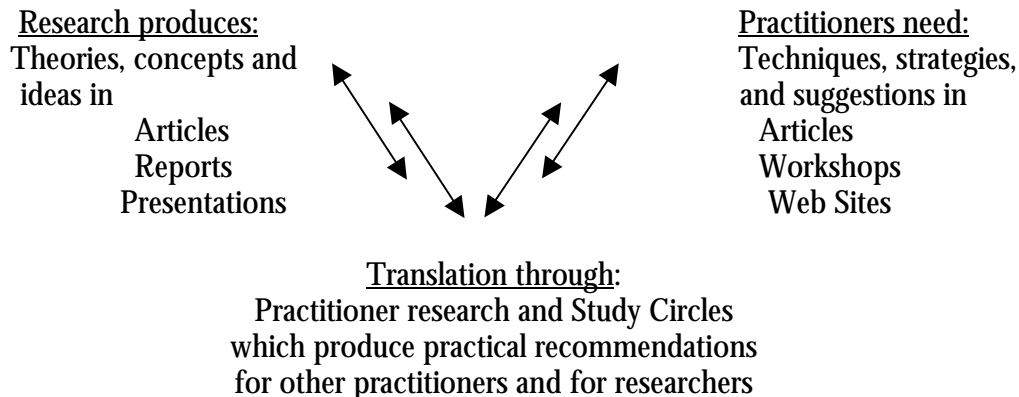 Research produces:
Theories, concepts and
ideas in
Articles
Reports
Presentations
Practitioners need:
Techniques, strategies,
and suggestions in
Articles
Workshops
Web Sites
Translation through:
Practitioner research and Study Circles
which produce practical recommendations
for other practitioners and for researchers